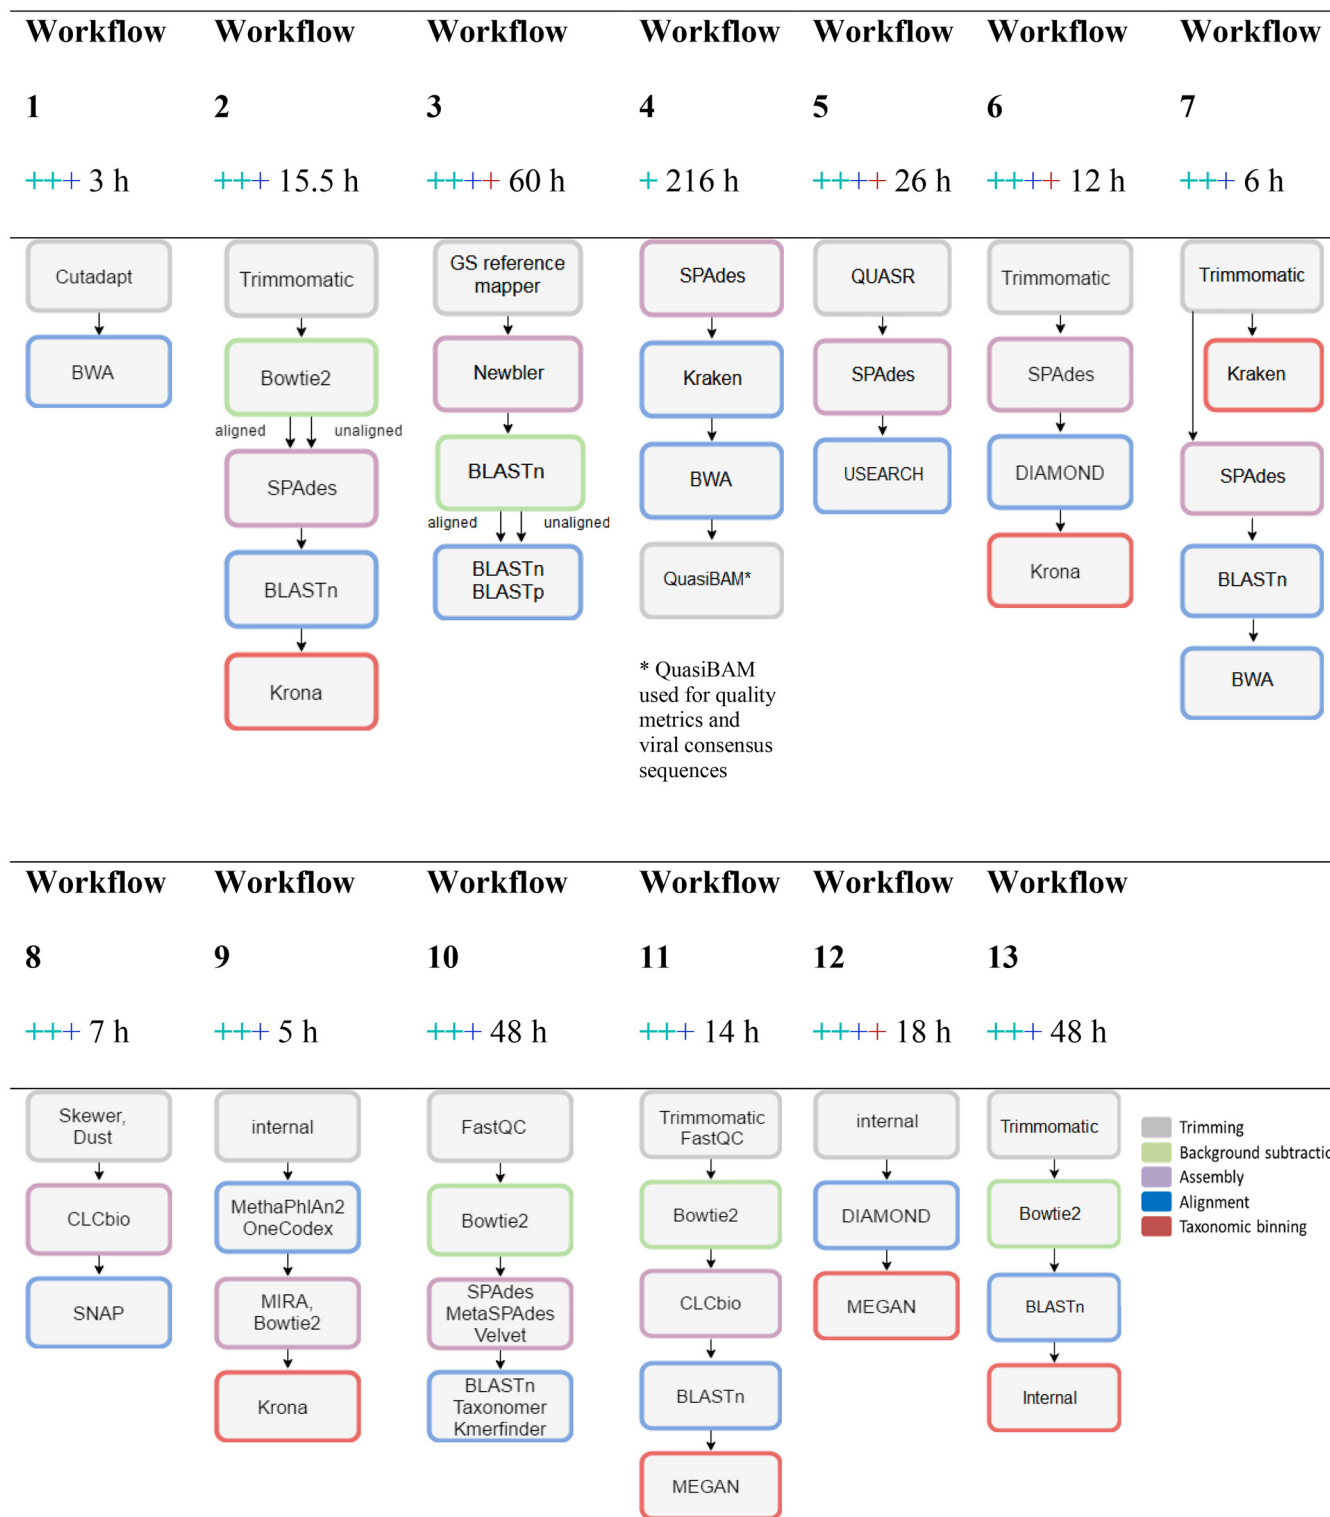 Workflow Workflow Workflow Workflow Workflow Workflow Workflow
1 2 3 4 5 6 7
+++ 3 h +++ 15.5 h ++++ 60 h + 216 h ++++ 26 h ++++ 12 h +++ 6 h
Cutadapt
BWA
Trimmomatic
Bowtie2
aligned unaligned
SPAdes
BLASTn
Krona
GS reference
mapper
Newbler
BLASTn
aligned unaligned
BLASTn
BLASTp
SPAdes
Kraken
BWA
QuasiBAM*
* QuasiBAM
used for quality
metrics and
viral consensus
sequences
QUASR
SPAdes
USEARCH
Trimmomatic
SPAdes
DIAMOND
Krona
Trimmomatic
Kraken
SPAdes
BLASTn
BWA
Workflow Workflow Workflow Workflow Workflow Workflow
8 9 10 11 12 13
+++ 7 h +++ 5 h +++ 48 h +++ 14 h ++++ 18 h +++ 48 h
Skewer,
Dust
CLCbio
SNAP
internal
MethaPhlAn2
OneCodex
MIRA,
Bowtie2
Krona
FastQC
Bowtie2
SPAdes
MetaSPAdes
Velvet
BLASTn
Taxonomer
Kmerfinder
Trimmomatic
FastQC
Bowtie2
CLCbio
BLASTn
MEGAN
internal
DIAMOND
MEGAN
Trimmomatic
Bowtie2
BLASTn
Internal
Trimming
Background subtractio
Assembly
Alignment
Taxonomic binning